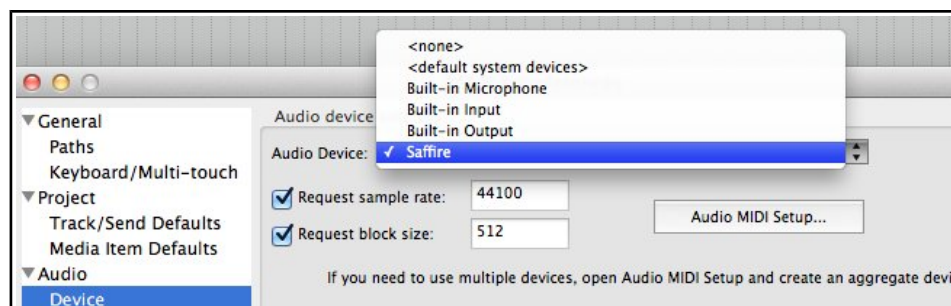 <none>
<default system devices>
Built-in Microphone
Built-in Input
Built-in Output
✓ Saffire
General
Paths
Keyboard/Multi-touch
Project
Track/Send Defaults
Media Item Defaults
Audio
Device
Audio device
Audio Device:
Request sample rate: 44100
Request block size: 512
Audio MIDI Setup...
If you need to use multiple devices, open Audio MIDI Setup and create an aggregate devi